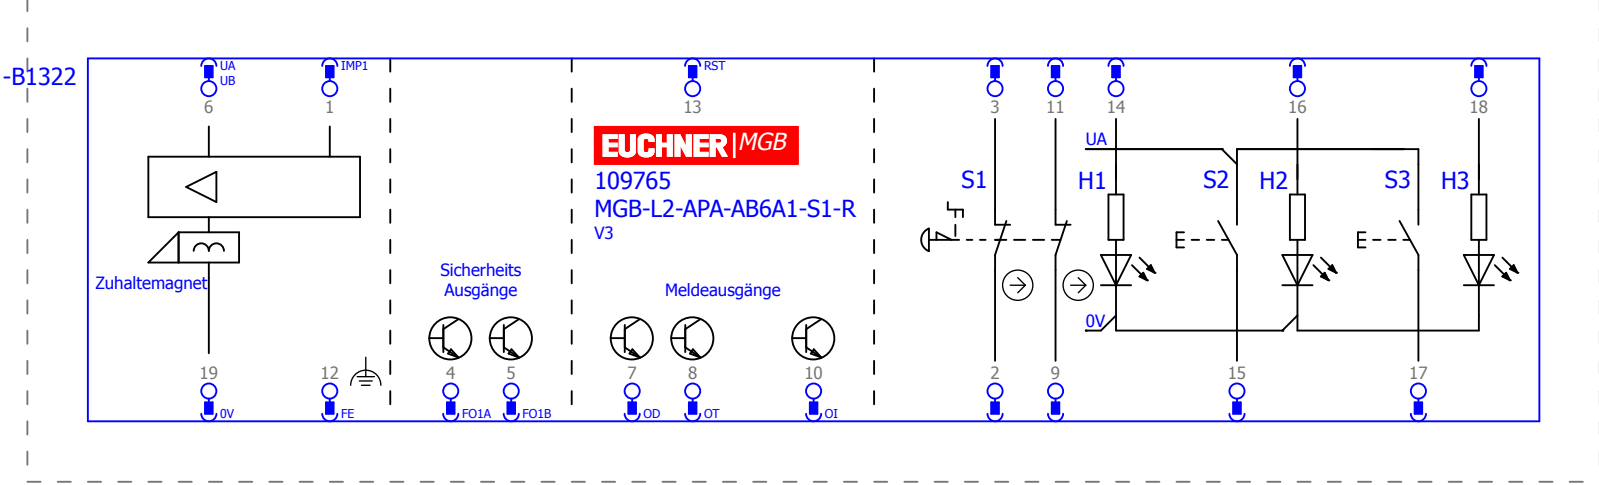 UA
IMP1
RST
-B1322
UB
6
1
13
3
11
14
16
18
EUCHNER|MGB
UA
109765
S1
H1
S2
H2
S3
H3
MGB-L2-APA-AB6A1-S1-R
V3
Zuhaltemagnet
Sicherheits
Ausgänge
Meldeausgänge
0V
19
12
4
5
7
8
10
2
9
15
17
0V
FE
FO1A
FO1B
OD
OT
OI